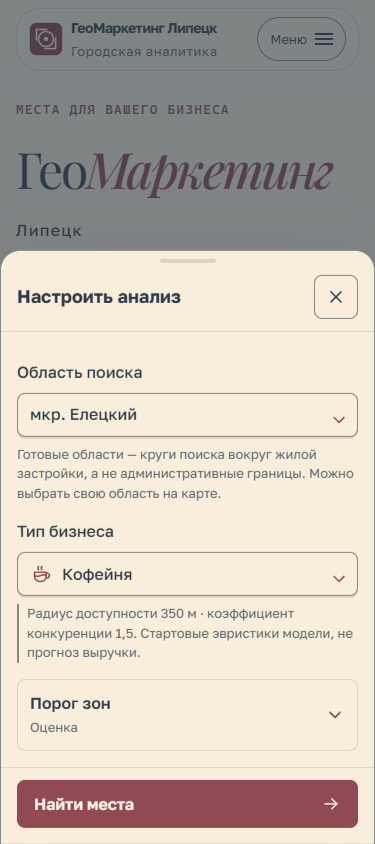 ГеоМаркетинг Липецк
Городская аналитика
Меню
МЕСТА ДЛЯ ВАШЕГО БИЗНЕСА
ГеоМаркетинг
Липецк
Настроить анализ
Область поиска
мкр. Елецкий
Готовые области — круги поиска вокруг жилой
застройки, а не административные границы. Можно
выбрать свою область на карте.
Тип бизнеса
Кофейня
Радиус доступности 350 м · коэффициент
конкуренции 1,5. Стартовые эвристики модели, не
прогноз выручки.
Порог зон
Оценка
Найти места